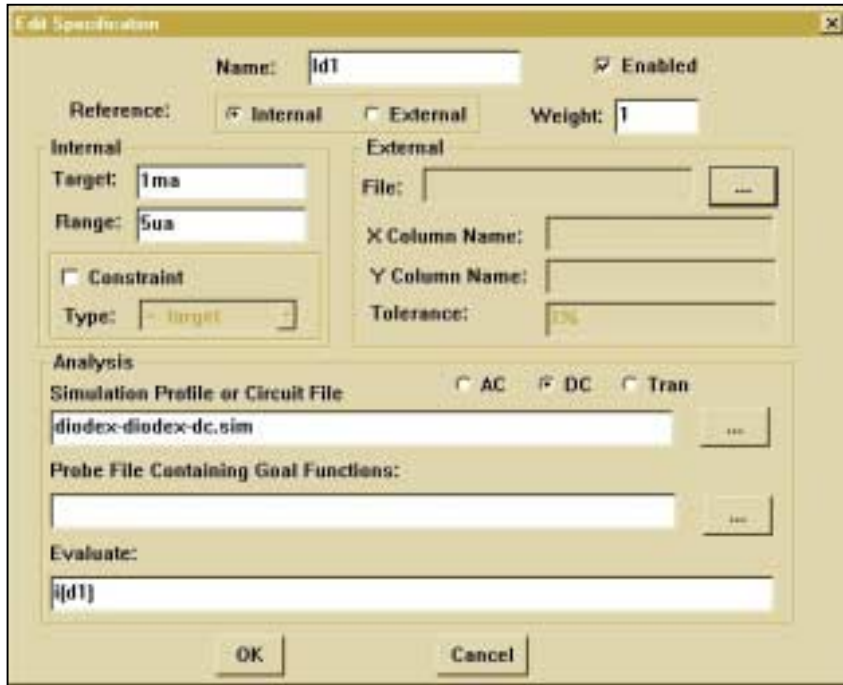 Edit Specification
Name: Id1 Enabled
Reference: Internal External Weight: 1
Internal External
Target: 1ma File: ...
Range: 5ua X Column Name:
Constraint Y Column Name:
Type: target Tolerance: 1%
Analysis
Simulation Profile or Circuit File AC DC Tran
diodex-diodex-dc.sim ...
Probe File Containing Goal Functions:
...
Evaluate:
i(d1)
OK Cancel